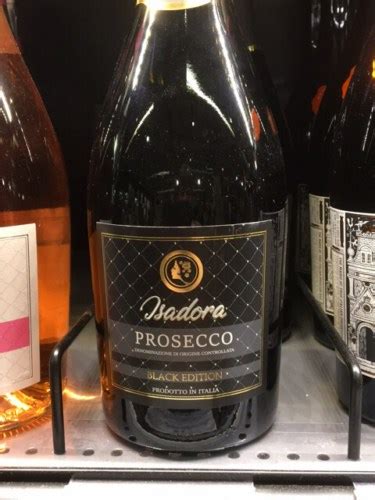 Isadora
PROSECCO
DENOMINAZIONE DI ORIGINE CONTROLLATA
BLACK EDITION
PRODOTTO IN ITALIA